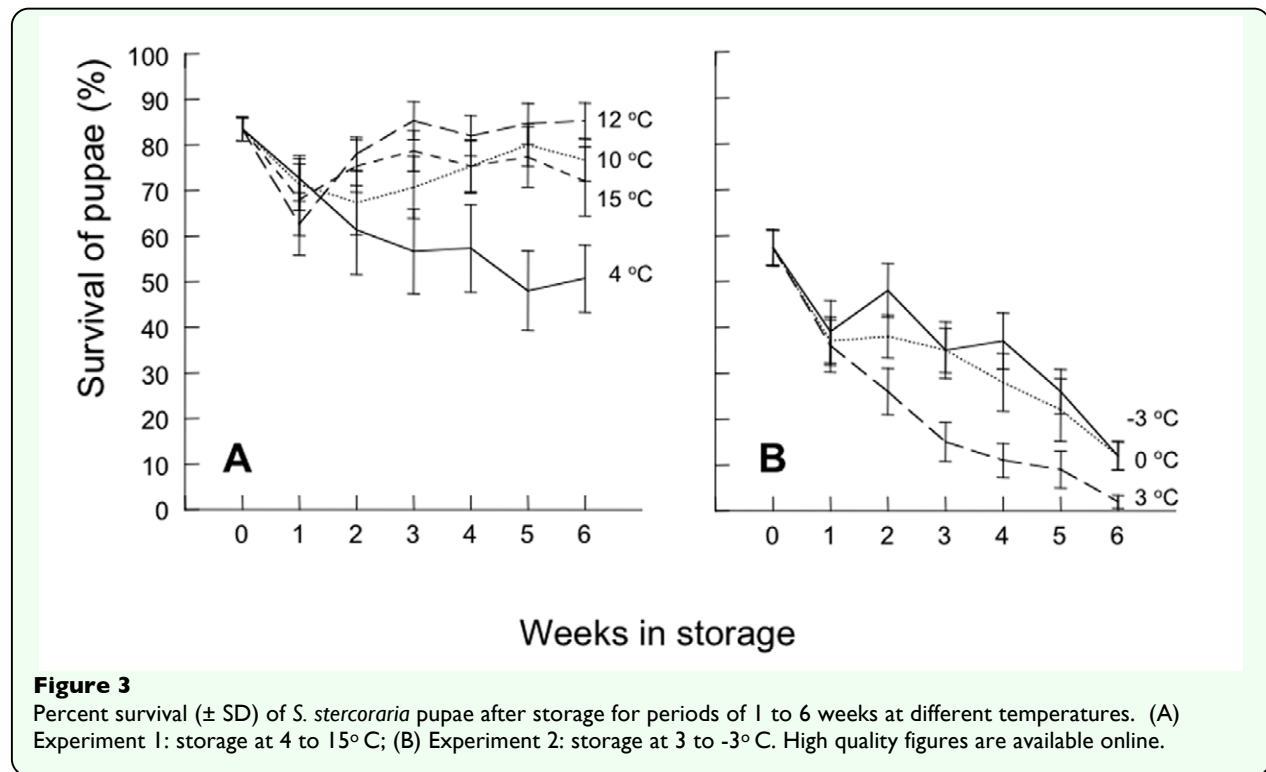 Survival of pupae (%)
100
90
80
70
60
50
40
30
20
10
0
12 °C
10 °C
15 °C
4 °C
A
0 1 2 3 4 5 6
-3 °C
0 °C
3 °C
B
0 1 2 3 4 5 6
Weeks in storage
Figure 3
Percent survival (± SD) of S. stercoraria pupae after storage for periods of 1 to 6 weeks at different temperatures. (A)
Experiment 1: storage at 4 to 15° C; (B) Experiment 2: storage at 3 to -3° C. High quality figures are available online.